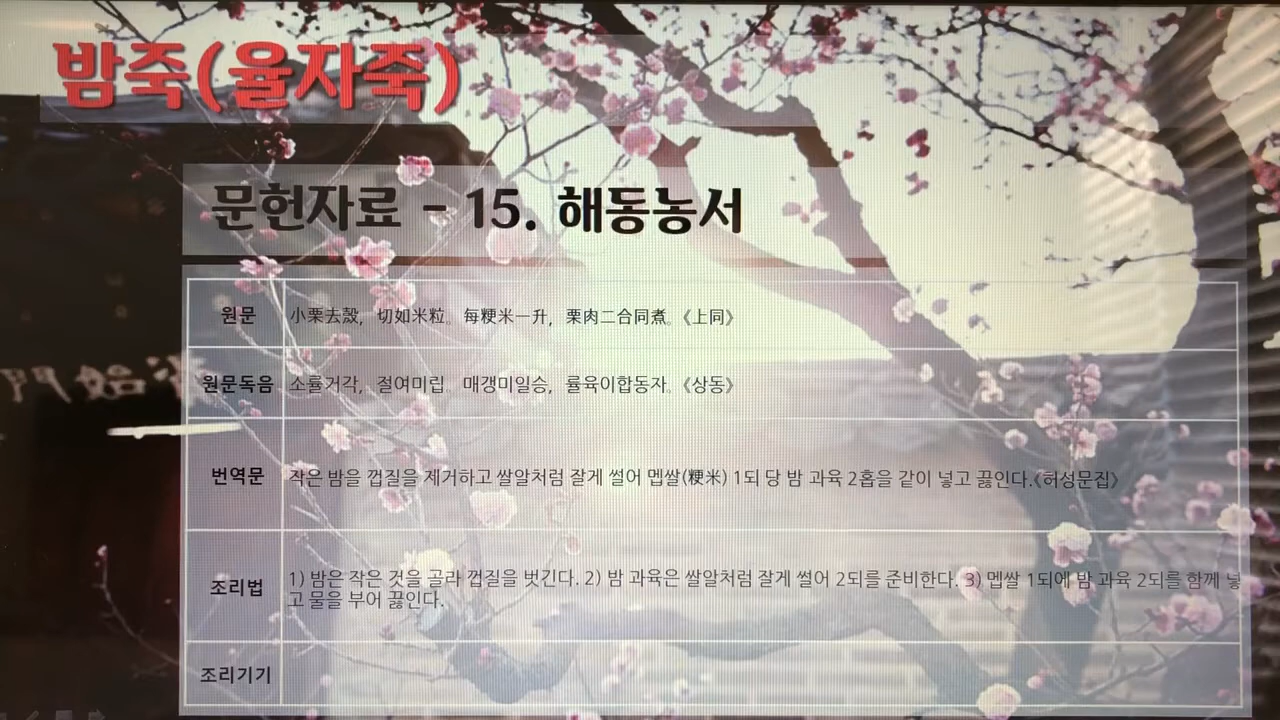 밤죽(율자죽)
문헌자료 - 15. 해동농서
원문 小栗去殼, 切如米粒。每粳米一升, 栗肉二合同煮。《上同》
원문독음 소률거각, 절여미립。매갱미일승, 률육이합동자。《상동》
번역문 작은 밤을 껍질을 제거하고 쌀알처럼 잘게 썰어 멥쌀(粳米) 1되 당 밤 과육 2홉을 같이 넣고 끓인다.《허성문집》
조리법 1) 밤은 작은 것을 골라 껍질을 벗긴다. 2) 밤 과육은 쌀알처럼 잘게 썰어 2되를 준비한다. 3) 멥쌀 1되에 밤 과육 2되를 함께 넣
고 물을 부어 끓인다.
조리기기